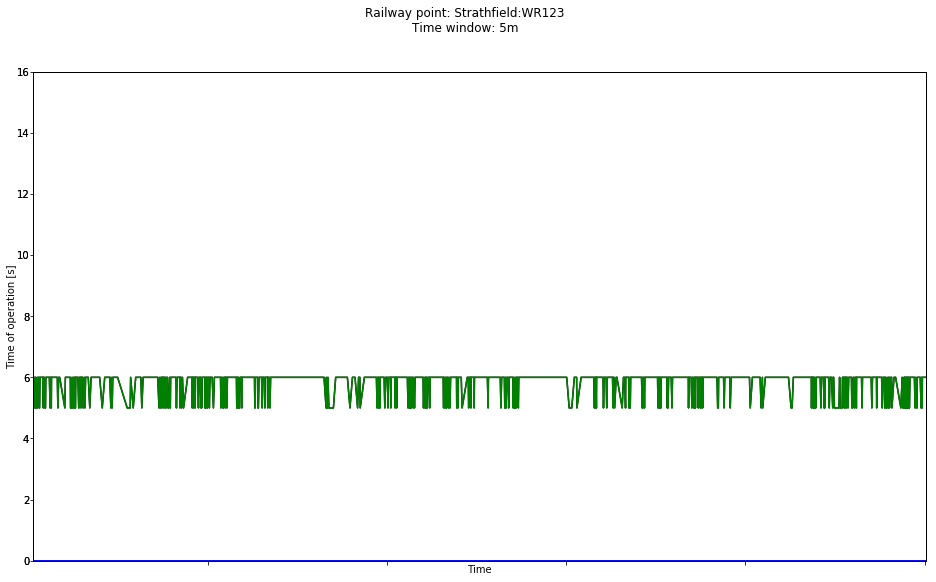 Railway point: Strathfield:WR123
Time window: 5m
16
14
12
10
8
6
4
2
0
Time of operation [s]
Time